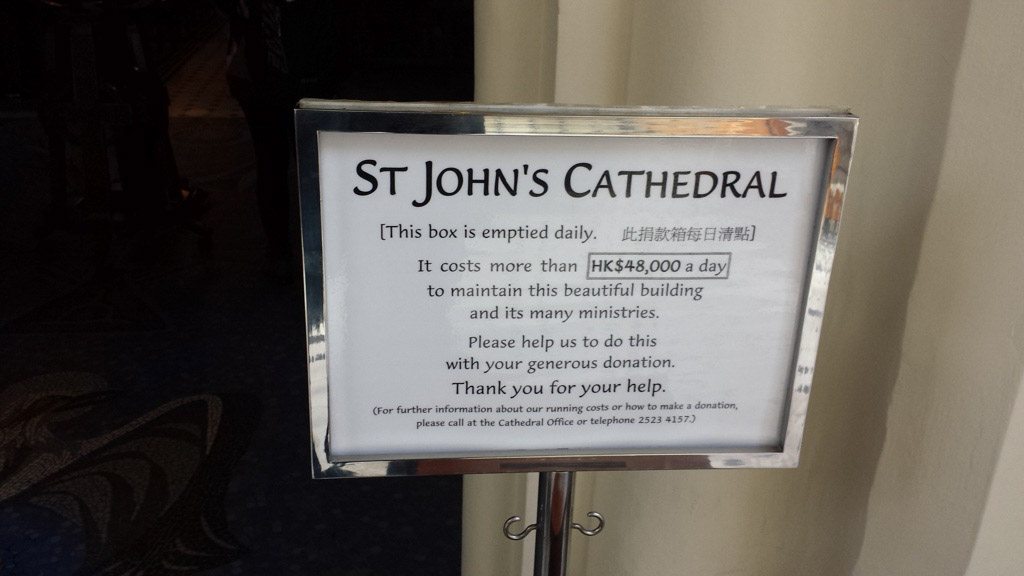 ST JOHN'S CATHEDRAL
[This box is emptied daily. 此捐款箱每日清點]
It costs more than HK$48,000 a day
to maintain this beautiful building
and its many ministries.
Please help us to do this
with your generous donation.
Thank you for your help.
(For further information about our running costs or how to make a donation,
please call at the Cathedral Office or telephone 2523 4157.)